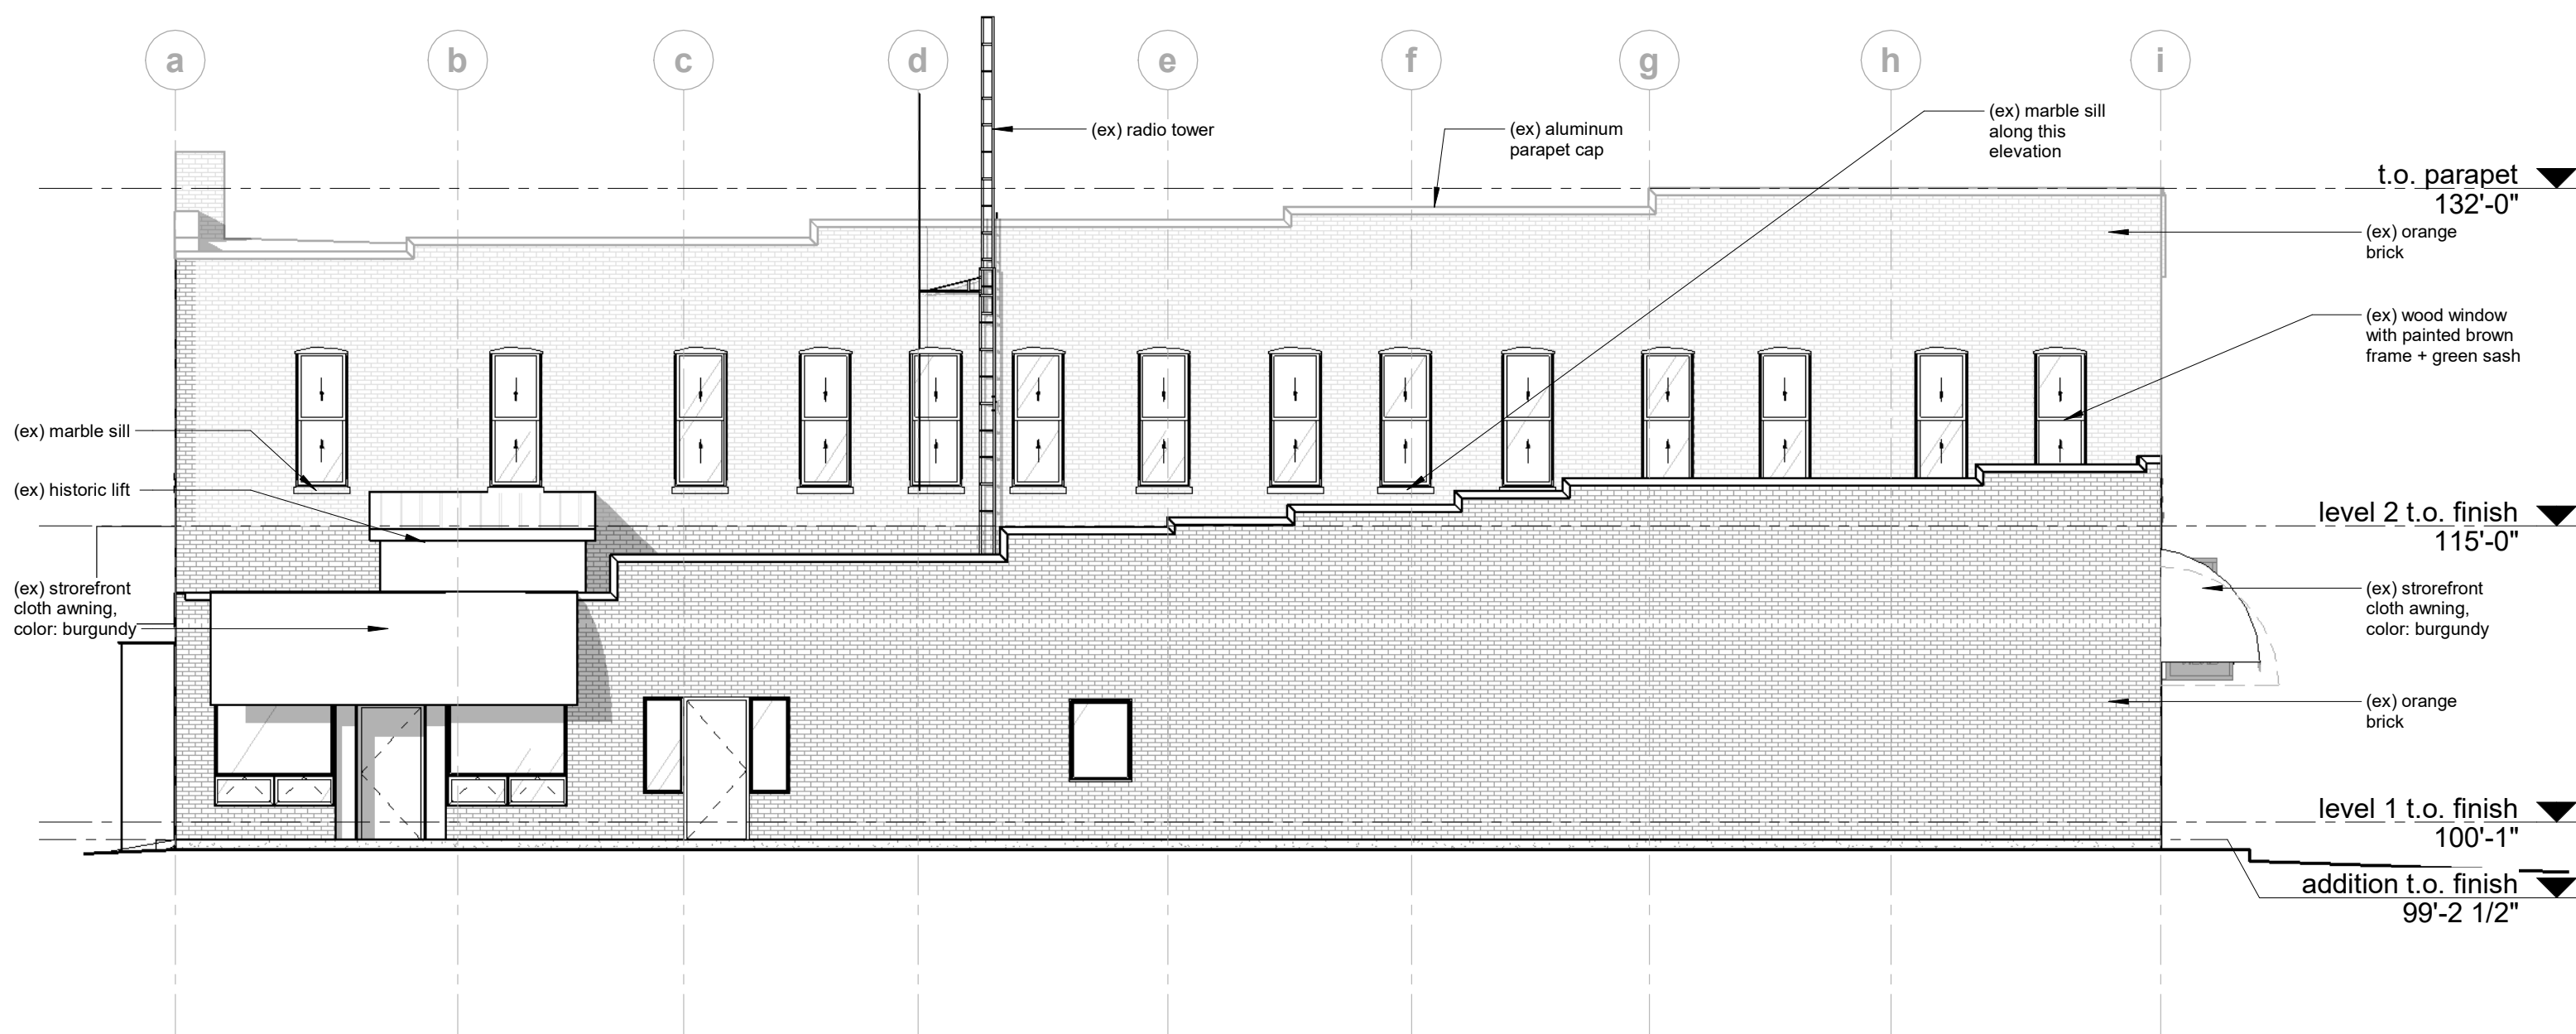 a
b
c
d
e
f
g
h
i
(ex) radio tower
(ex) aluminum
parapet cap
(ex) marble sill
along this
elevation
t.o. parapet
132'-0"
(ex) orange
brick
(ex) wood window
with painted brown
frame + green sash
(ex) marble sill
(ex) historic lift
level 2 t.o. finish
115'-0"
(ex) strorefront
cloth awning,
color: burgundy
(ex) strorefront
cloth awning,
color: burgundy
(ex) orange
brick
level 1 t.o. finish
100'-1"
addition t.o. finish
99'-2 1/2"